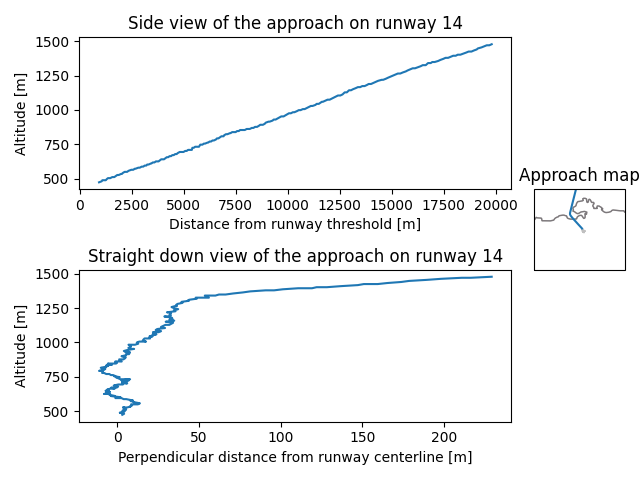 Side view of the approach on runway 14
1500
1250
1000
750
500
Altitude [m]
0 2500 5000 7500 10000 12500 15000 17500 20000
Distance from runway threshold [m]
Approach map
Straight down view of the approach on runway 14
1500
1250
1000
750
500
Altitude [m]
0 50 100 150 200
Perpendicular distance from runway centerline [m]